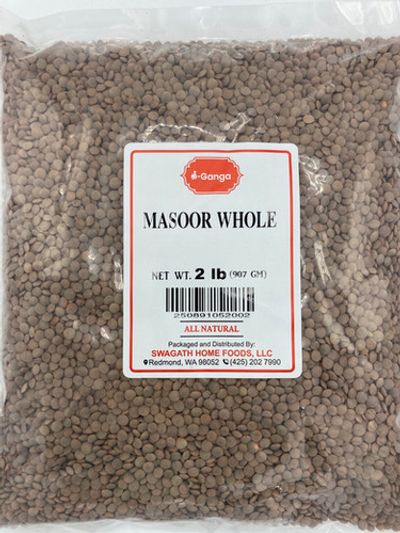 e-Ganga
MASOOR WHOLE
NET WT. 2 lb (907 GM)
250891052002
ALL NATURAL
Packaged and Distributed By:
SWAGATH HOME FOODS, LLC
Redmond, WA 98052 (425) 202 7990